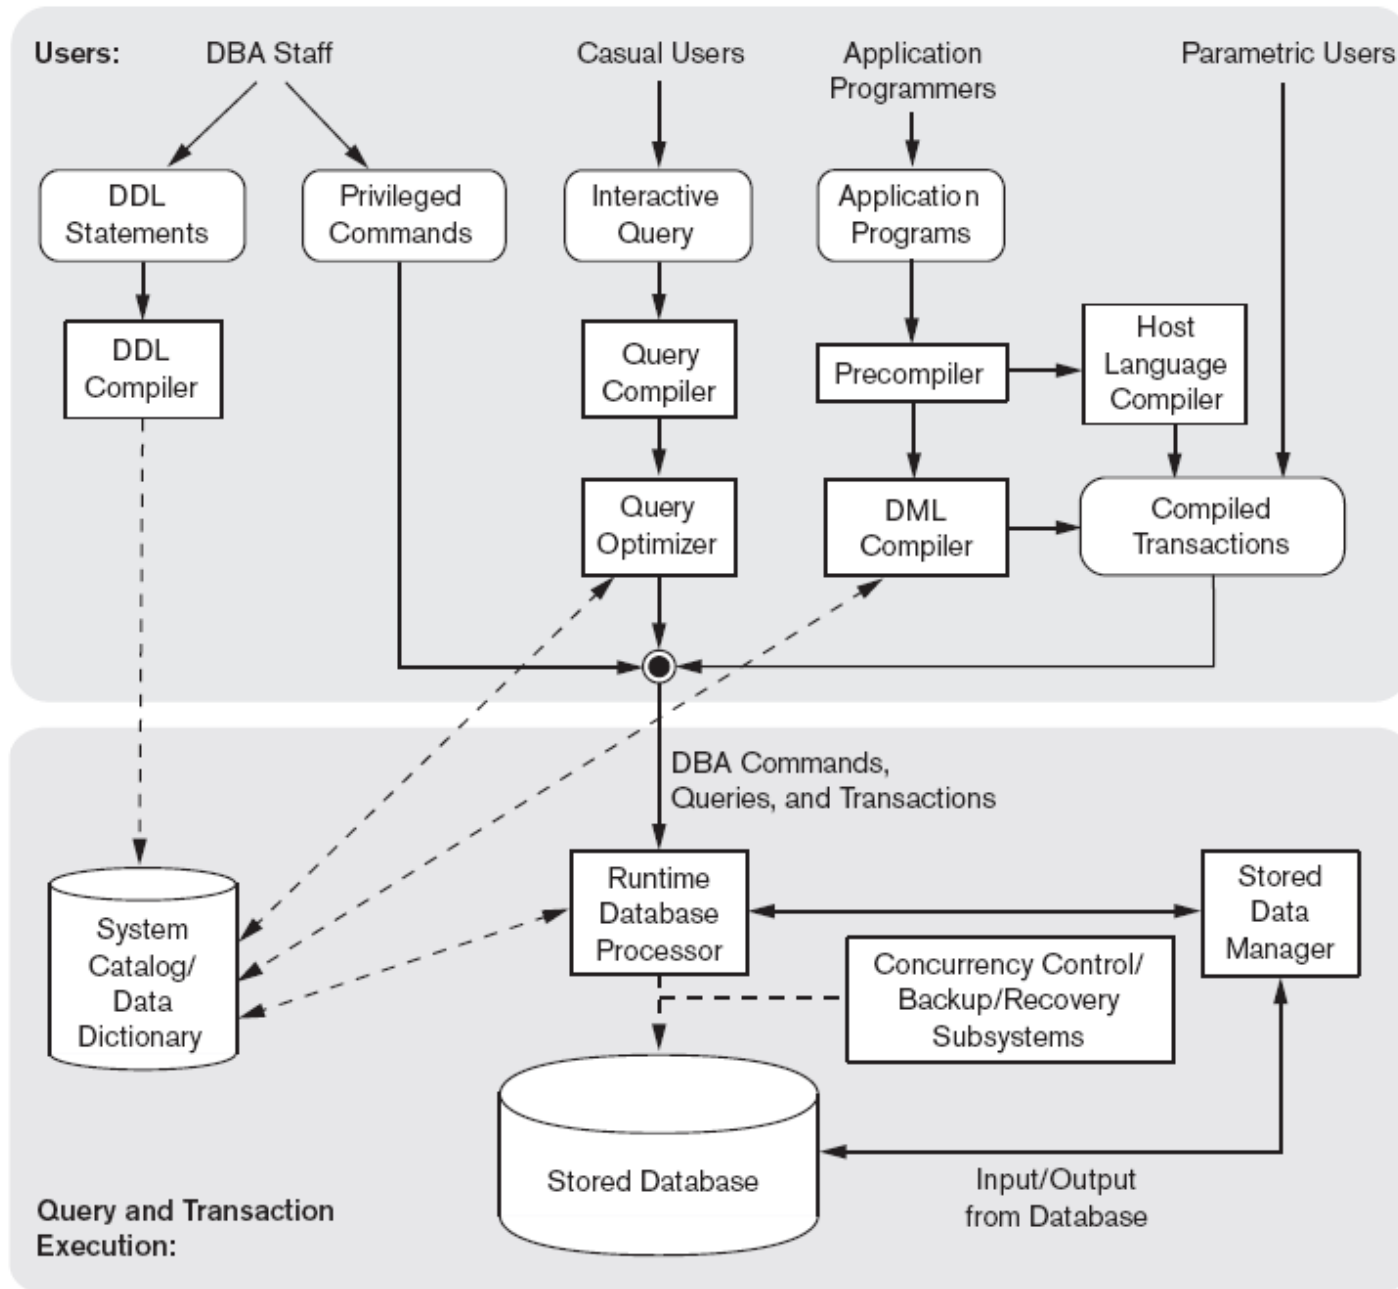 Users:
DBA Staff
Casual Users
Application
Programmers
Parametric Users
DDL
Statements
Privileged
Commands
Interactive
Query
Application
Programs
DDL
Compiler
Query
Compiler
Precompiler
Host
Language
Compiler
Query
Optimizer
DML
Compiler
Compiled
Transactions
DBA Commands,
Queries, and Transactions
System
Catalog/
Data
Dictionary
Runtime
Database
Processor
Stored
Data
Manager
Concurrency Control/
Backup/Recovery
Subsystems
Stored Database
Input/Output
from Database
Query and Transaction
Execution: